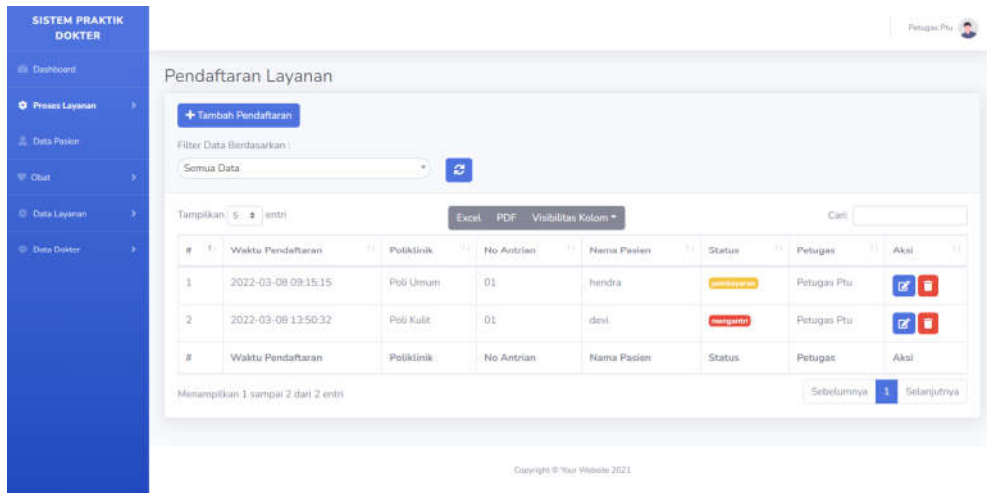 SISTEM PRAKTIK
DOKTER
Petugas Ptu
Dashboard
Pendaftaran Layanan
Proses Layanan
+ Tambah Pendaftaran
Data Pasien
Filter Data Berdasarkan :
Semua Data
Obat
Data Layanan
Tampilkan 5 entri
Excel PDF Visibilitas Kolom
Cari:
Data Dokter
# Waktu Pendaftaran Poliklinik No Antrian Nama Pasien Status Petugas Aksi
1 2022-03-08 09:15:15 Poli Umum 01 hendra pembayaran Petugas Ptu
2 2022-03-08 13:50:32 Poli Kulit 01 devi mengantri Petugas Ptu
# Waktu Pendaftaran Poliklinik No Antrian Nama Pasien Status Petugas Aksi
Menampilkan 1 sampai 2 dari 2 entri
Sebelumnya 1 Selanjutnya
Copyright © Your Website 2021